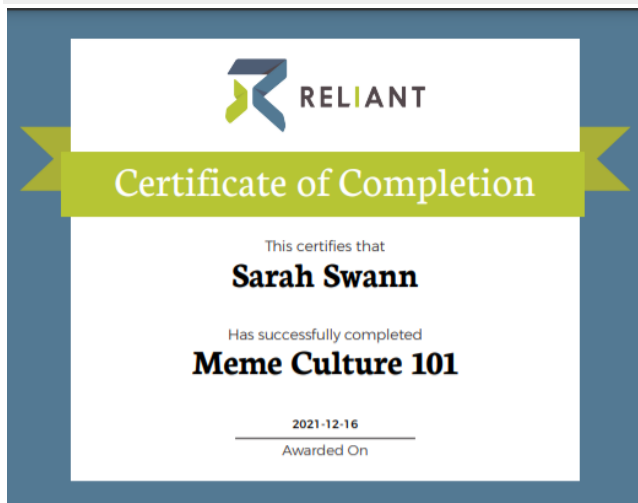 RELIANT
Certificate of Completion
This certifies that
Sarah Swann
Has successfully completed
Meme Culture 101
2021-12-16
Awarded On